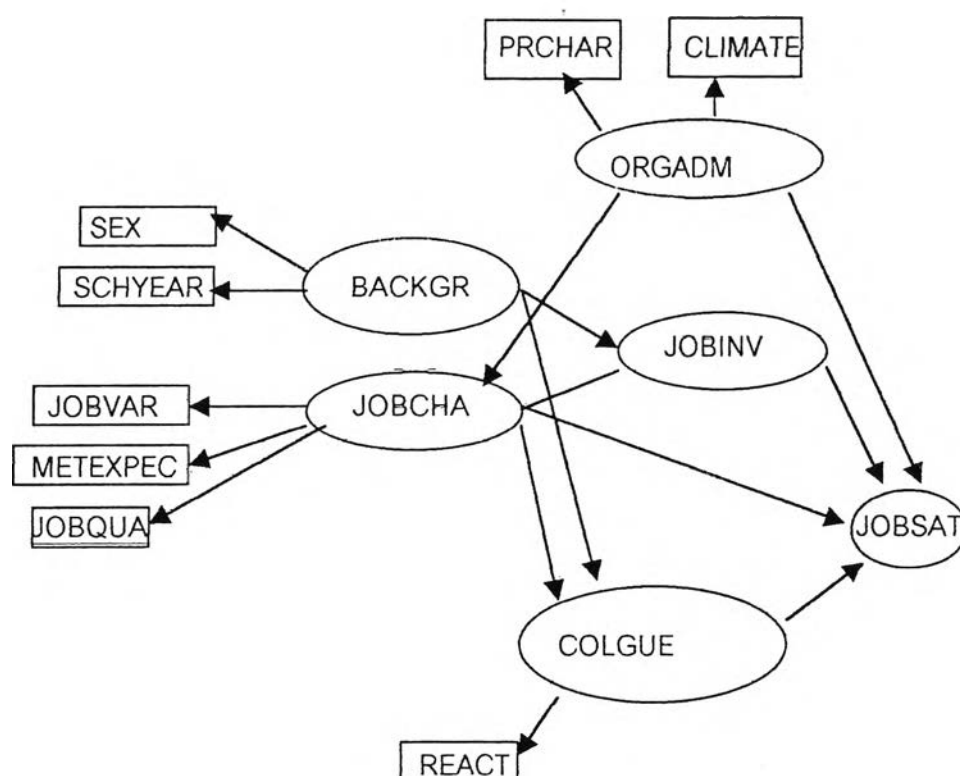 PRCHAR
CLIMATE
ORGADM
SEX
BACKGR
SCHYEAR
JOBINV
JOBVAR
JOBCHA
METEXPEC
JOBQUA
JOBSAT
COLGUE
REACT